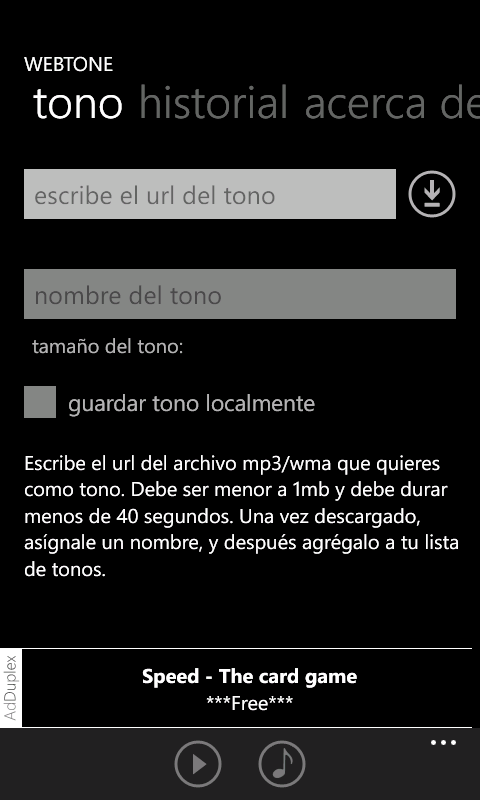 WEBTONE
tono historial acerca de
escribe el url del tono
nombre del tono
tamaño del tono:
guardar tono localmente
Escribe el url del archivo mp3/wma que quieres
como tono. Debe ser menor a 1mb y debe durar
menos de 40 segundos. Una vez descargado,
asígnale un nombre, y después agrégalo a tu lista
de tonos.
AdDuplex
Speed - The card game
***Free***